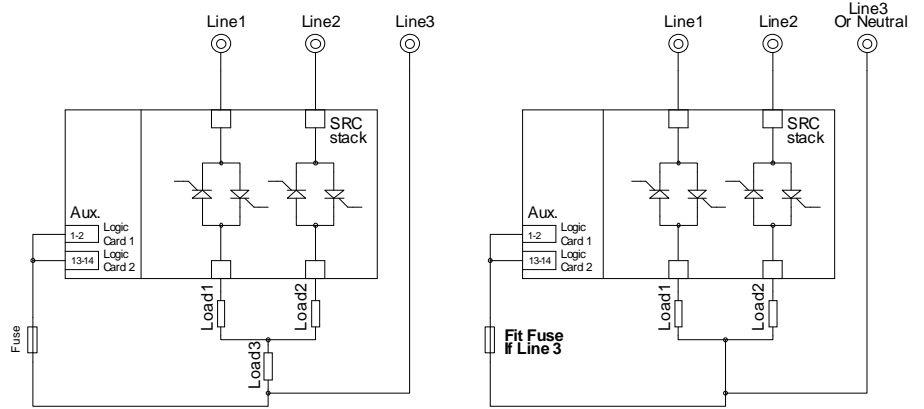 Line1
Line2
Line3
SRC
stack
Aux.
1-2
Logic
Card 1
13-14
Logic
Card 2
Load1
Load2
Fuse
Load3
Line1
Line2
Line3
Or Neutral
SRC
stack
Aux.
1-2
Logic
Card 1
13-14
Logic
Card 2
Load1
Load2
Fit Fuse
If Line 3